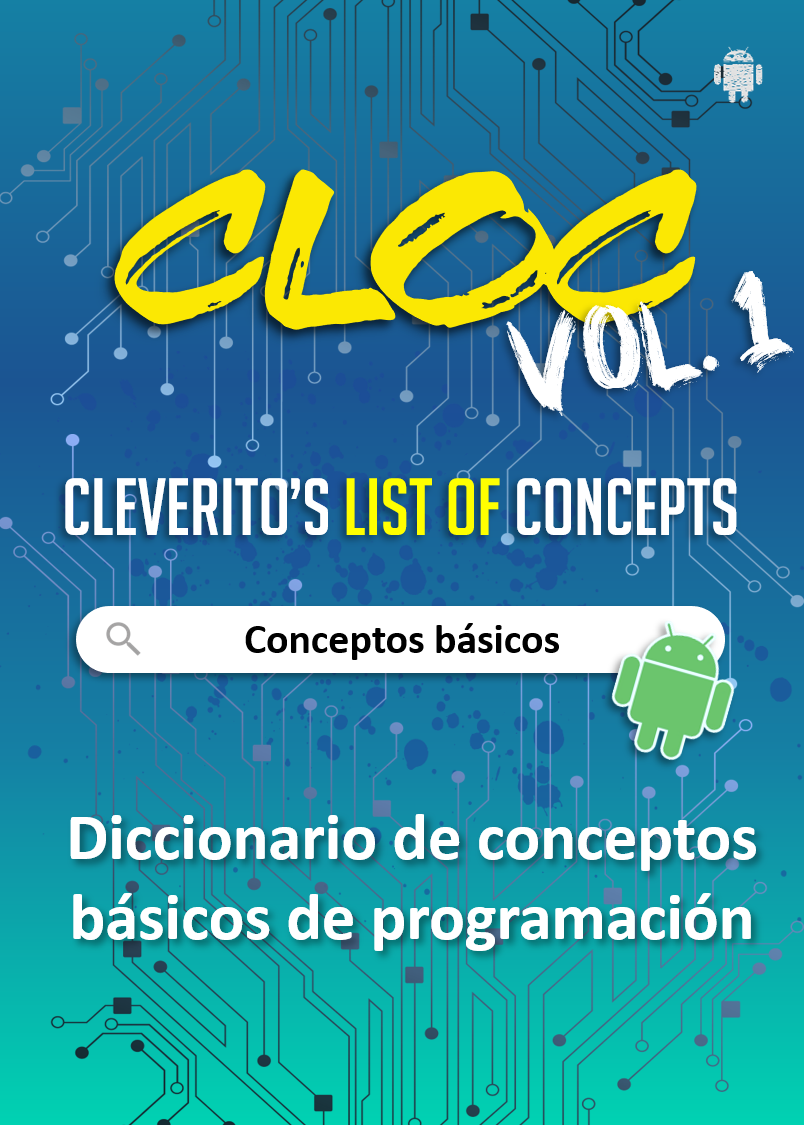 CLOC
VOL. 1
CLEVERITO'S LIST OF CONCEPTS
Conceptos básicos
Diccionario de conceptos
básicos de programación